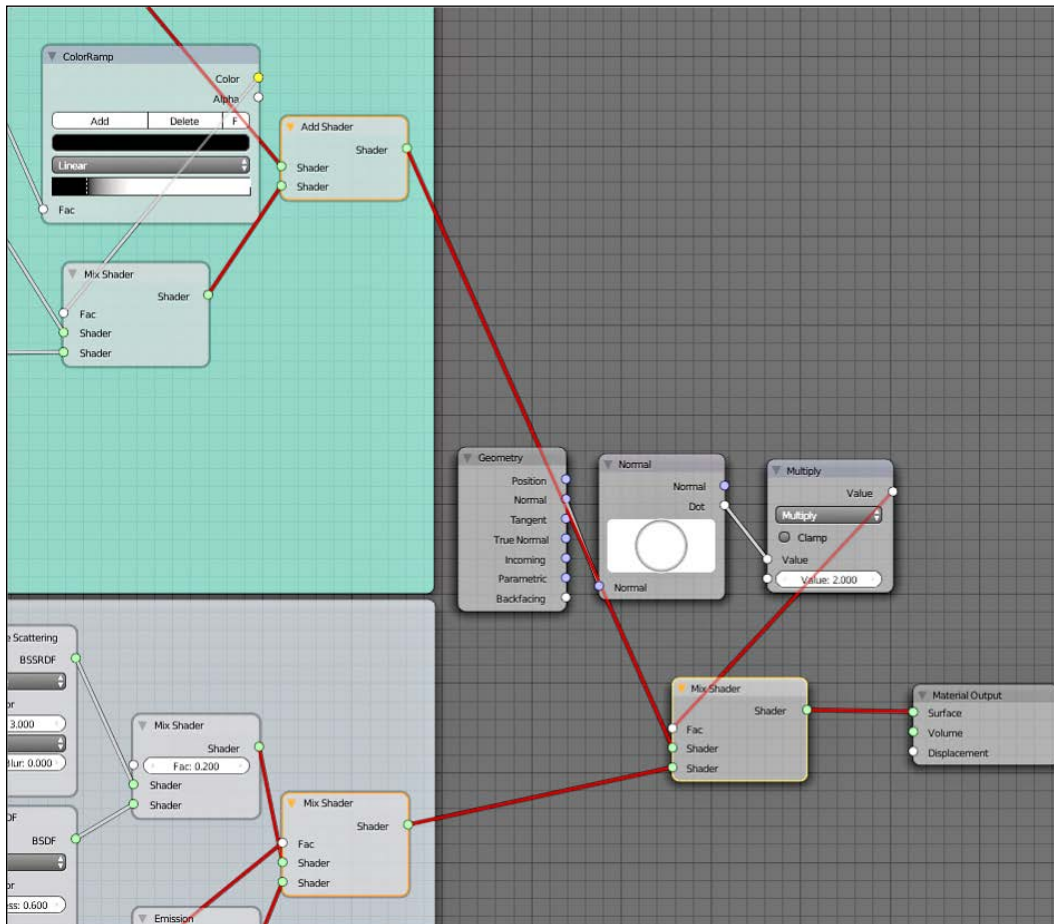 ColorRamp
Color
Alpha
Add Delete F
Linear
Fac
Add Shader
Shader
Shader
Shader
Mix Shader
Shader
Fac
Shader
Shader
Geometry
Position
Normal
Tangent
True Normal
Incoming
Parametric
Backfacing
Normal
Normal
Dot
Normal
Multiply
Value
Multiply
Clamp
Value
Value: 2.000
Mix Shader
Shader
Fac
Shader
Shader
Material Output
Surface
Volume
Displacement
e Scattering
BSSRDF
or
3.000
lur: 0.000
DF
BSDF
or
ss: 0.600
Mix Shader
Shader
Fac: 0.200
Shader
Shader
Mix Shader
Shader
Fac
Shader
Shader
Emission